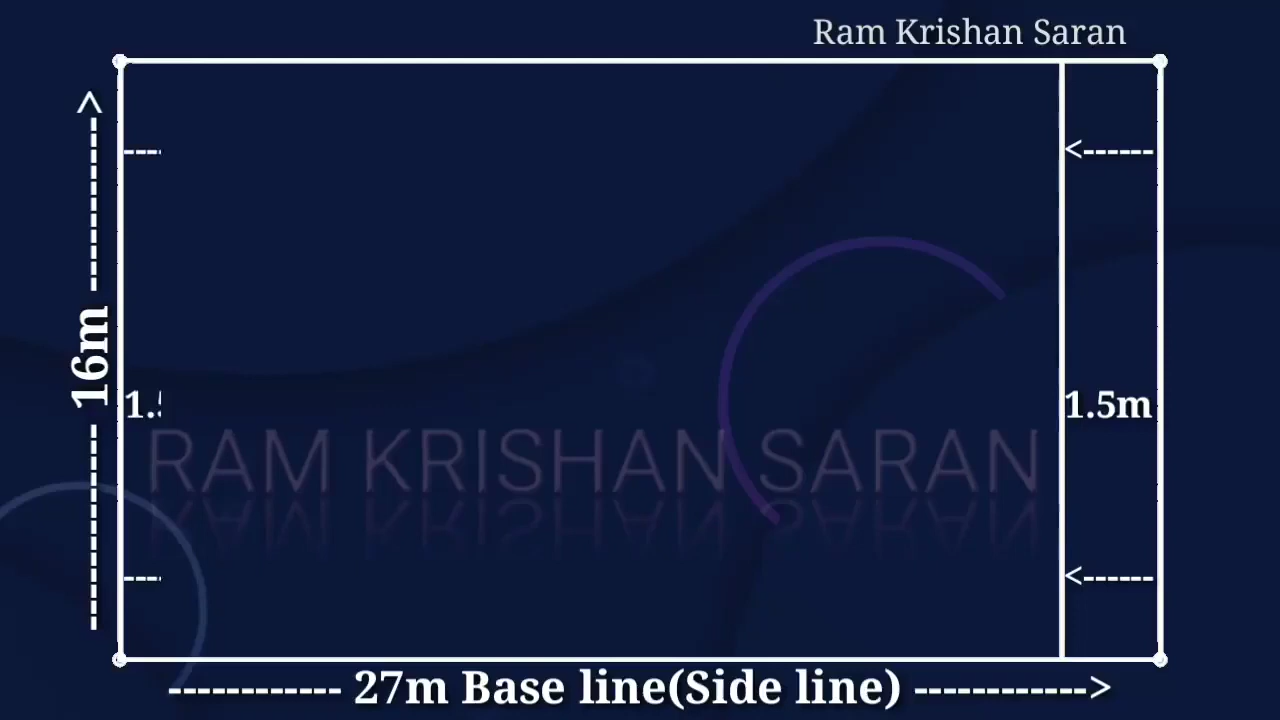 Ram Krishan Saran
16m
1.5m
RAM KRISHAN SARAN
27m Base line(Side line)